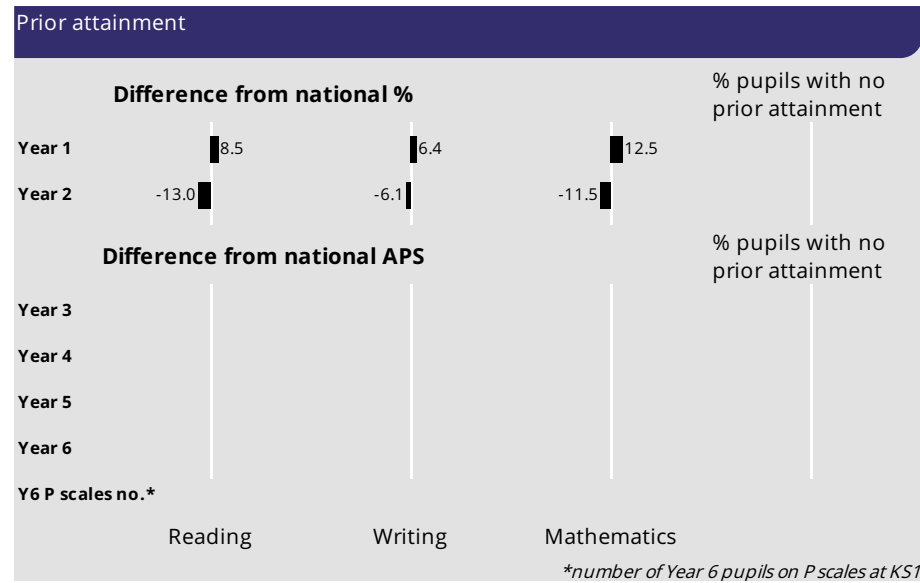 Prior attainment
Difference from national %
% pupils with no
prior attainment
Year 1 8.5 6.4 12.5
Year 2 -13.0 -6.1 -11.5
Difference from national APS
% pupils with no
prior attainment
Year 3
Year 4
Year 5
Year 6
Y6 P scales no.*
Reading Writing Mathematics
*number of Year 6 pupils on P scales at KS1